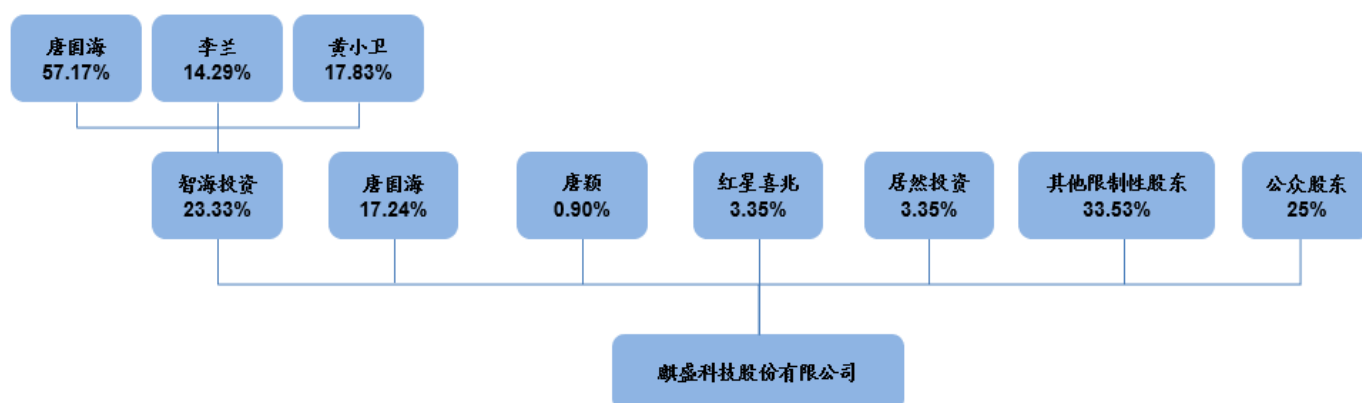 唐国海
57.17%
李兰
14.29%
黄小卫
17.83%
智海投资
23.33%
唐国海
17.24%
唐颖
0.90%
红星喜兆
3.35%
居然投资
3.35%
其他限制性股东
33.53%
公众股东
25%
麒盛科技股份有限公司